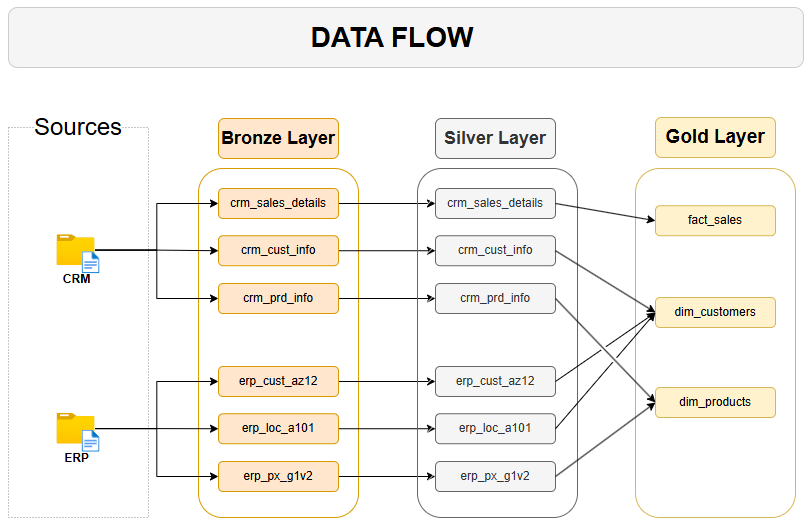 DATA FLOW
Sources
Bronze Layer
Silver Layer
Gold Layer
crm_sales_details
crm_sales_details
fact_sales
crm_cust_info
crm_cust_info
CRM
crm_prd_info
crm_prd_info
dim_customers
erp_cust_az12
erp_cust_az12
dim_products
erp_loc_a101
erp_loc_a101
ERP
erp_px_g1v2
erp_px_g1v2